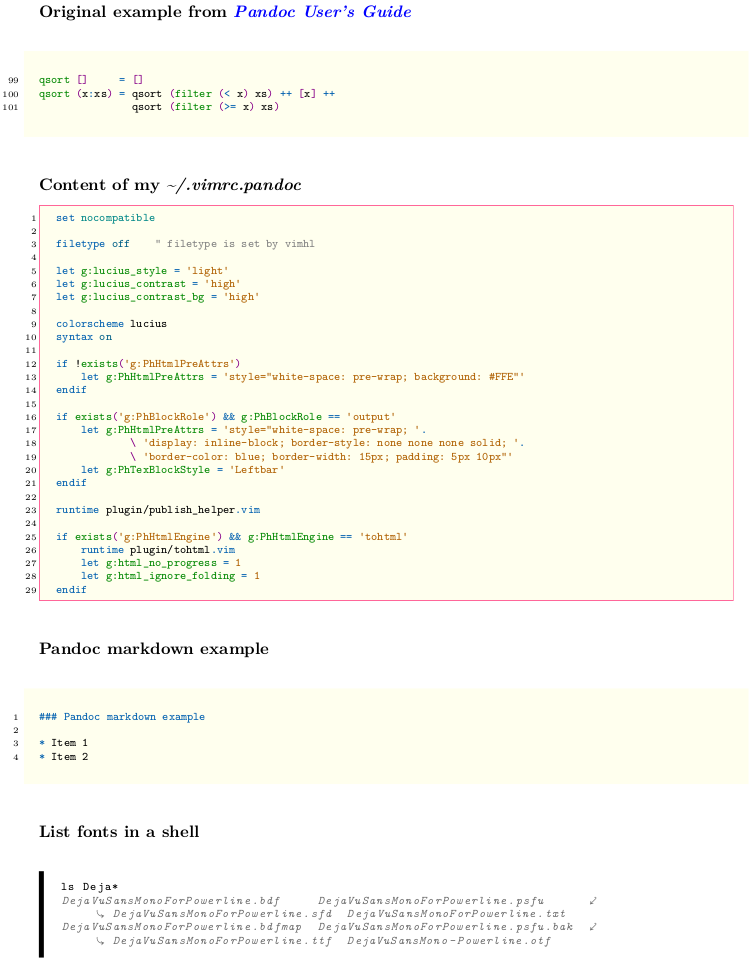 Original example from Pandoc User's Guide
99 qsort []     = []
100 qsort (x:xs) = qsort (filter (< x) xs) ++ [x] ++
101                qsort (filter (>= x) xs)
Content of my ~/.vimrc.pandoc
1 set nocompatible
2
3 filetype off    " filetype is set by vimhl
4
5 let g:lucius_style = 'light'
6 let g:lucius_contrast = 'high'
7 let g:lucius_contrast_bg = 'high'
8
9 colorscheme lucius
10 syntax on
11
12 if !exists('g:PhHtmlPreAttrs')
13     let g:PhHtmlPreAttrs = 'style="white-space: pre-wrap; background: #FFE"'
14 endif
15
16 if exists('g:PhBlockRole') && g:PhBlockRole == 'output'
17     let g:PhHtmlPreAttrs = 'style="white-space: pre-wrap; '.
18             \ 'display: inline-block; border-style: none none none solid; '.
19             \ 'border-color: blue; border-width: 15px; padding: 5px 10px"'
20     let g:PhTexBlockStyle = 'Leftbar'
21 endif
22
23 runtime plugin/publish_helper.vim
24
25 if exists('g:PhHtmlEngine') && g:PhHtmlEngine == 'tohtml'
26     runtime plugin/tohtml.vim
27     let g:html_no_progress = 1
28     let g:html_ignore_folding = 1
29 endif
Pandoc markdown example
1 ### Pandoc markdown example
2
3 * Item 1
4 * Item 2
List fonts in a shell
ls Deja*
DejaVuSansMonoForPowerline.bdf     DejaVuSansMonoForPowerline.psfu
DejaVuSansMonoForPowerline.sfd  DejaVuSansMonoForPowerline.txt
DejaVuSansMonoForPowerline.bdfmap  DejaVuSansMonoForPowerline.psfu.bak
DejaVuSansMonoForPowerline.ttf  DejaVuSansMono-Powerline.otf